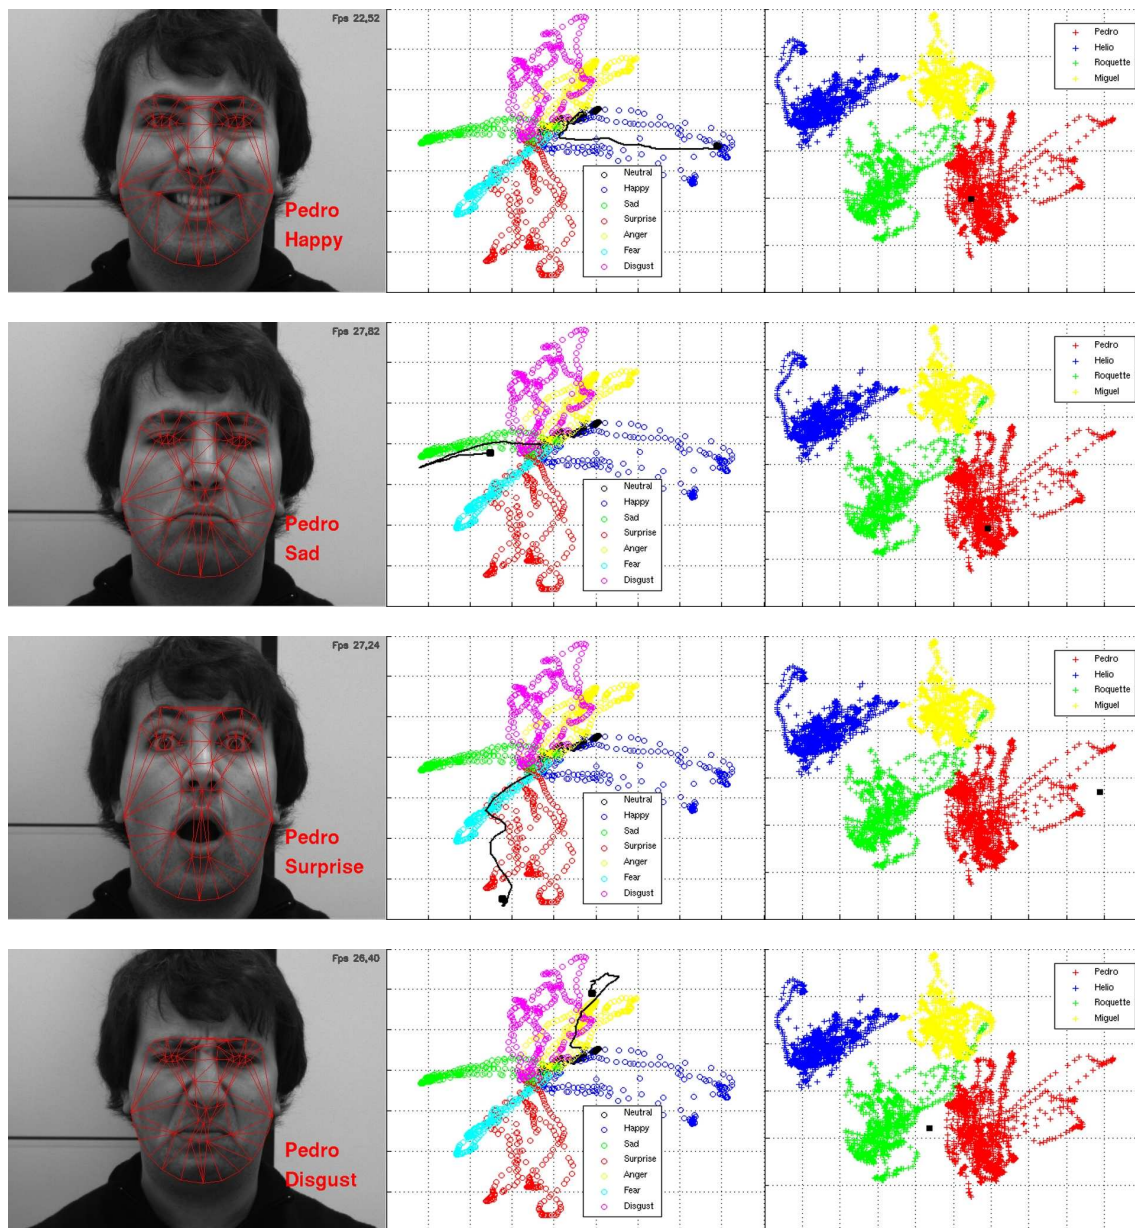 Fps 22,52
Pedro
Happy
Neutral
Happy
Sad
Surprise
Anger
Fear
Disgust
Pedro
Helio
Roquette
Miguel
Fps 27,82
Pedro
Sad
Neutral
Happy
Sad
Surprise
Anger
Fear
Disgust
Pedro
Helio
Roquette
Miguel
Fps 27,24
Pedro
Surprise
Neutral
Happy
Sad
Surprise
Anger
Fear
Disgust
Pedro
Helio
Roquette
Miguel
Fps 26,40
Pedro
Disgust
Neutral
Happy
Sad
Surprise
Anger
Fear
Disgust
Pedro
Helio
Roquette
Miguel